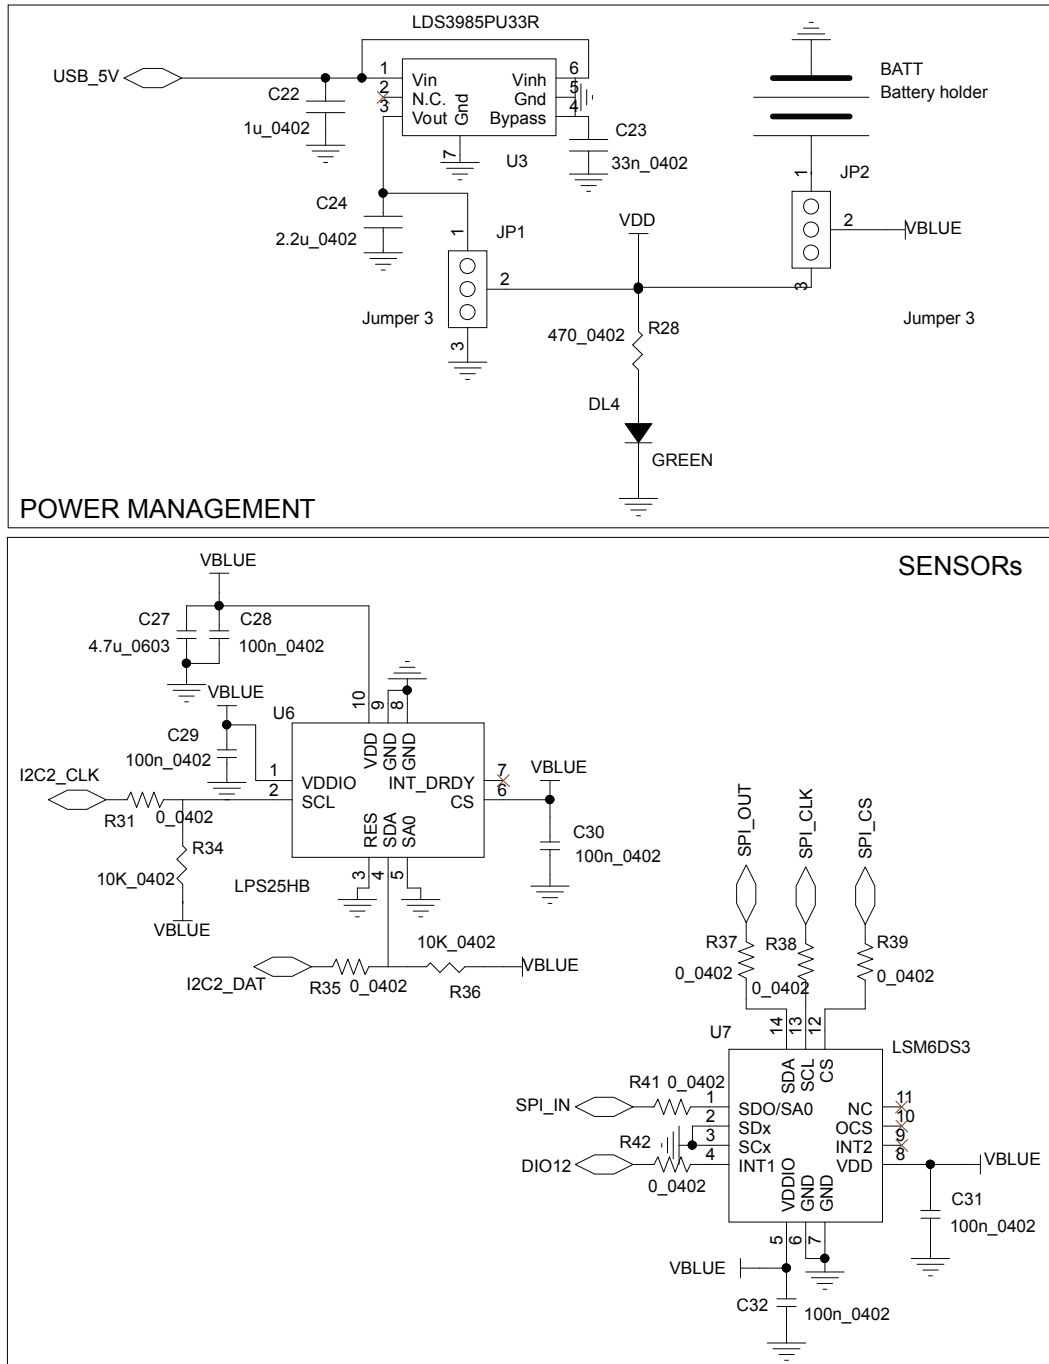 LDS3985PU33R
USB_5V
1 Vin Vinh 6
2 N.C. Gnd 5
3 Vout Gnd Bypass 4
7
U3
C22
1u_0402
C23
33n_0402
C24
2.2u_0402
BATT
Battery holder
1
JP2
2
VBLUE
3
Jumper 3
VDD
1
JP1
2
3
Jumper 3
R28
470_0402
DL4
GREEN
POWER MANAGEMENT
SENSORs
VBLUE
C27
4.7u_0603
C28
100n_0402
VBLUE
C29
100n_0402
U6
10 9 8
VDD GND GND
1 VDDIO INT_DRDY 7
2 SCL CS 6
RES SDA SA0
3 4 5
LPS25HB
I2C2_CLK
R31
0_0402
R34
10K_0402
VBLUE
VBLUE
C30
100n_0402
I2C2_DAT
R35
0_0402
10K_0402
R36
VBLUE
SPI_OUT
SPI_CLK
SPI_CS
R37
0_0402
R38
0_0402
R39
0_0402
U7
14 13 12
LSM6DS3
SDA SCL CS
SPI_IN
R41 0_0402
1 SDO/SA0 NC 11
2 SDx OCS 10
3 SCx INT2 9
4 INT1 VDD 8
R42
DIO12
0_0402
VDDIO GND GND
5 6 7
VBLUE
C31
100n_0402
VBLUE
C32
100n_0402